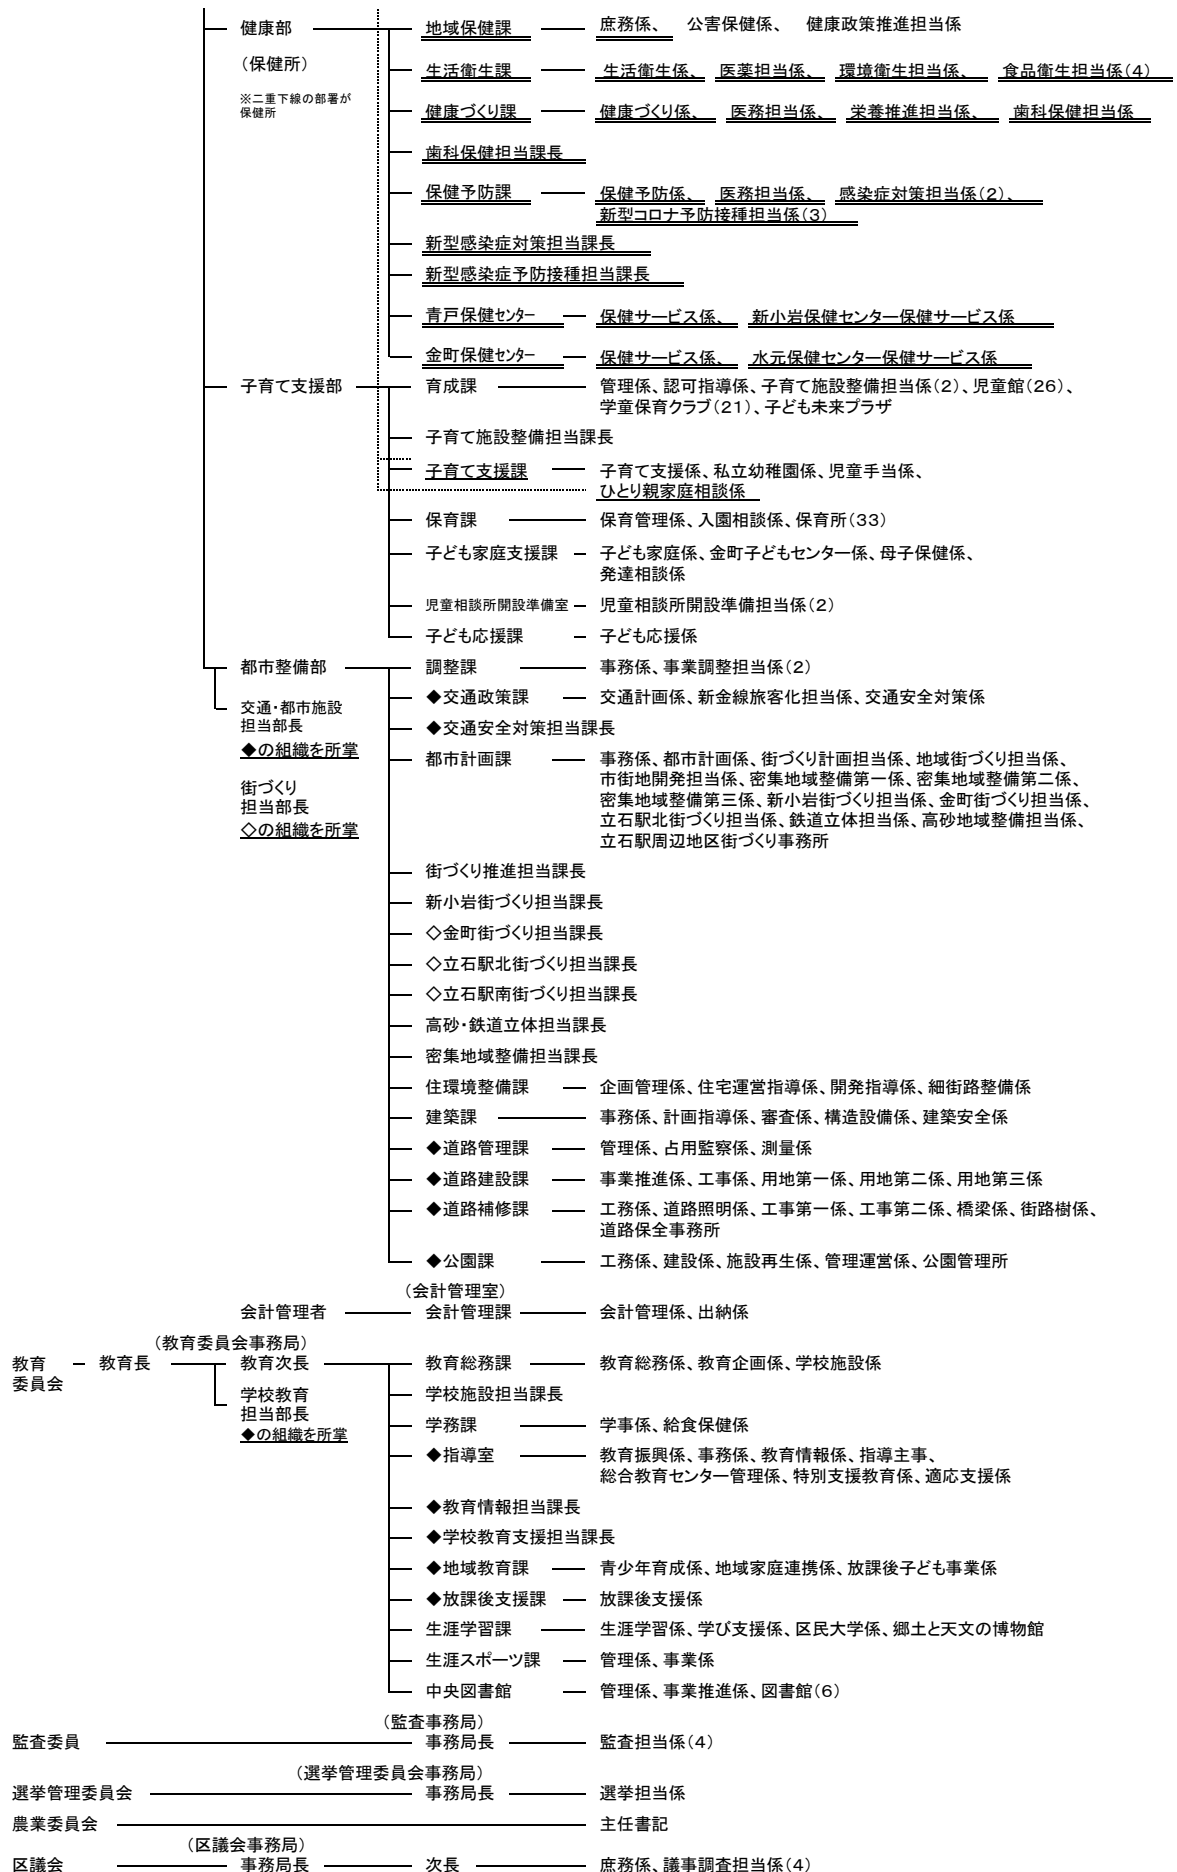 健康部 地域保健課 庶務係、 公害保健係、 健康政策推進担当係
（保健所）
生活衛生課 生活衛生係、 医薬担当係、 環境衛生担当係、 食品衛生担当係（4）
※二重下線の部署が
保健所
健康づくり課 健康づくり係、 医務担当係、 栄養推進担当係、 歯科保健担当係
歯科保健担当課長
保健予防課 保健予防係、 医務担当係、 感染症対策担当係（2）、
新型コロナ予防接種担当係（3）
新型感染症対策担当課長
新型感染症予防接種担当課長
青戸保健センター 保健サービス係、 新小岩保健センター保健サービス係
金町保健センター 保健サービス係、 水元保健センター保健サービス係
子育て支援部 育成課 管理係、認可指導係、子育て施設整備担当係（2）、児童館（26）、
学童保育クラブ（21）、子ども未来プラザ
子育て施設整備担当課長
子育て支援課 子育て支援係、私立幼稚園係、児童手当係、
ひとり親家庭相談係
保育課 保育管理係、入園相談係、保育所（33）
子ども家庭支援課 子ども家庭係、金町子どもセンター係、母子保健係、
発達相談係
児童相談所開設準備室 児童相談所開設準備担当係（2）
子ども応援課 子ども応援係
都市整備部 調整課 事務係、事業調整担当係（2）
交通・都市施設
担当部長
◆の組織を所掌
◆交通政策課 交通計画係、新金線旅客化担当係、交通安全対策係
◆交通安全対策担当課長
街づくり
担当部長
◇の組織を所掌
都市計画課 事務係、都市計画係、街づくり計画担当係、地域街づくり担当係、
市街地開発担当係、密集地域整備第一係、密集地域整備第二係、
密集地域整備第三係、新小岩街づくり担当係、金町街づくり担当係、
立石駅北街づくり担当係、鉄道立体担当係、高砂地域整備担当係、
立石駅周辺地区街づくり事務所
街づくり推進担当課長
新小岩街づくり担当課長
◇金町街づくり担当課長
◇立石駅北街づくり担当課長
◇立石駅南街づくり担当課長
高砂・鉄道立体担当課長
密集地域整備担当課長
住環境整備課 企画管理係、住宅運営指導係、開発指導係、細街路整備係
建築課 事務係、計画指導係、審査係、構造設備係、建築安全係
◆道路管理課 管理係、占用監察係、測量係
◆道路建設課 事業推進係、工事係、用地第一係、用地第二係、用地第三係
◆道路補修課 工務係、道路照明係、工事第一係、工事第二係、橋梁係、街路樹係、
道路保全事務所
◆公園課 工務係、建設係、施設再生係、管理運営係、公園管理所
（会計管理室）
会計管理者 会計管理課 会計管理係、出納係
（教育委員会事務局）
教育
委員会
教育長 教育次長 教育総務課 教育総務係、教育企画係、学校施設係
学校教育
担当部長
◆の組織を所掌
学校施設担当課長
学務課 学事係、給食保健係
◆指導室 教育振興係、事務係、教育情報係、指導主事、
総合教育センター管理係、特別支援教育係、適応支援係
◆教育情報担当課長
◆学校教育支援担当課長
◆地域教育課 青少年育成係、地域家庭連携係、放課後子ども事業係
◆放課後支援課 放課後支援係
生涯学習課 生涯学習係、学び支援係、区民大学係、郷土と天文の博物館
生涯スポーツ課 管理係、事業係
中央図書館 管理係、事業推進係、図書館（6）
（監査事務局）
監査委員 事務局長 監査担当係（4）
（選挙管理委員会事務局）
選挙管理委員会 事務局長 選挙担当係
農業委員会 主任書記
（区議会事務局）
区議会 事務局長 次長 庶務係、議事調査担当係（4）